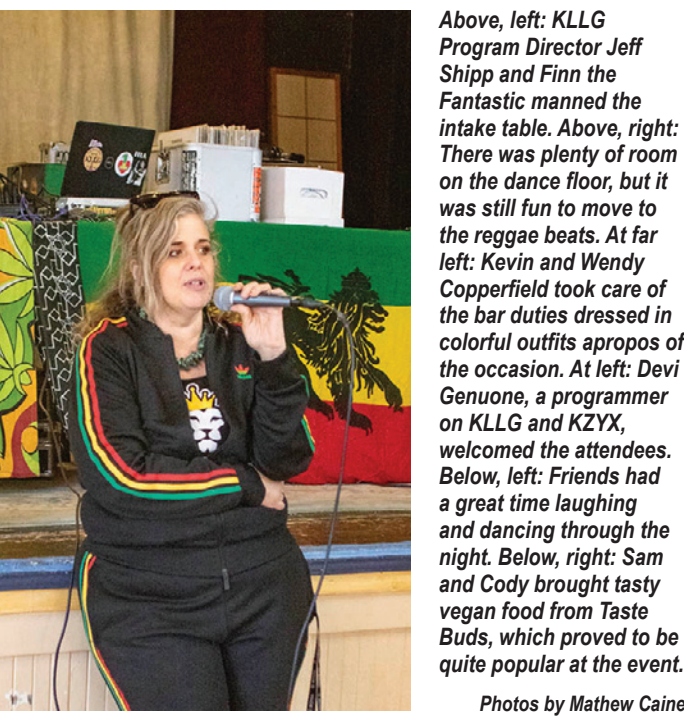 Above, left: KLLG
Program Director Jeff
Shipp and Finn the
Fantastic manned the
intake table. Above, right:
There was plenty of room
on the dance floor, but it
was still fun to move to
the reggae beats. At far
left: Kevin and Wendy
Copperfield took care of
the bar duties dressed in
colorful outfits apropos of
the occasion. At left: Devi
Genuone, a programmer
on KLLG and KZYX,
welcomed the attendees.
Below, left: Friends had
a great time laughing
and dancing through the
night. Below, right: Sam
and Cody brought tasty
vegan food from Taste
Buds, which proved to be
quite popular at the event.
Photos by Mathew Caine